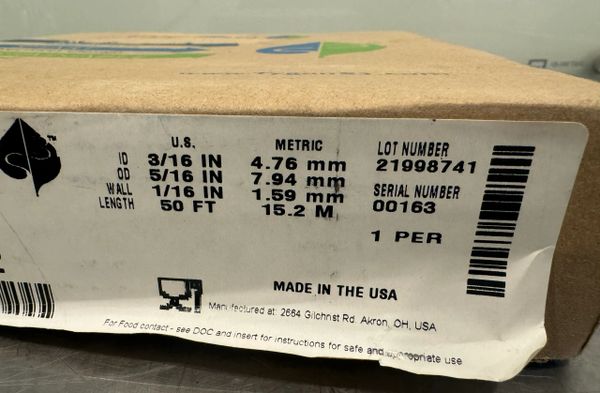 U.S. METRIC
ID 3/16 IN 4.76 mm
OD 5/16 IN 7.94 mm
WALL 1/16 IN 1.59 mm
LENGTH 50 FT 15.2 M
LOT NUMBER
21998741
SERIAL NUMBER
00163
1 PER
MADE IN THE USA
Manufactured at: 2664 Gilchrist Rd. Akron, OH, USA
For Food contact - see DOC and insert for instructions for safe and appropriate use